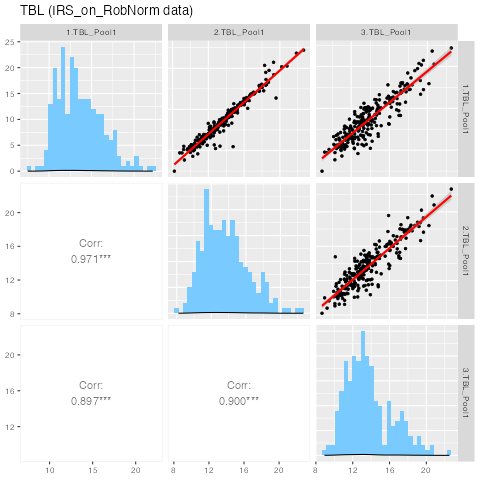 TBL (IRS_on_RobNorm data)
1.TBL_Pool1
2.TBL_Pool1
3.TBL_Pool1
25
20
15
10
5
0
1.TBL_Pool1
20
16
12
8
Corr:
0.971***
2.TBL_Pool1
20
16
12
Corr:
0.897***
Corr:
0.900***
3.TBL_Pool1
10
15
20
8
12
16
20
8
12
16
20